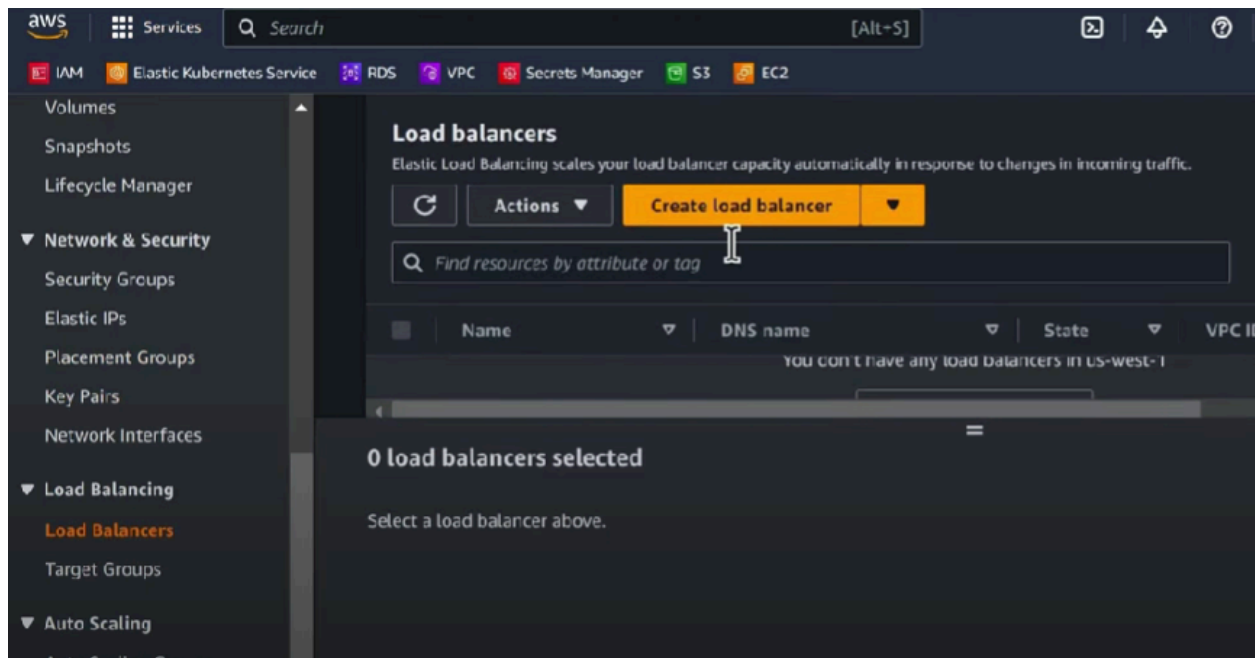 aws Services Search [Alt+S]
IAM Elastic Kubernetes Service RDS VPC Secrets Manager S3 EC2
Volumes
Snapshots
Lifecycle Manager
Network & Security
Security Groups
Elastic IPs
Placement Groups
Key Pairs
Network Interfaces
Load Balancing
Load Balancers
Target Groups
Auto Scaling
Load balancers
Elastic Load Balancing scales your load balancer capacity automatically in response to changes in incoming traffic.
Actions Create load balancer
Find resources by attribute or tag
Name DNS name State VPC ID
You don't have any load balancers in us-west-1
0 load balancers selected
Select a load balancer above.